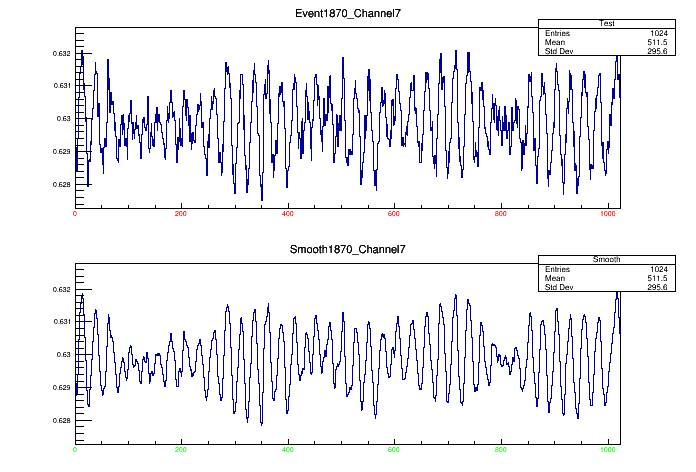 Event1870_Channel7
Test
Entries 1024
Mean 511.5
Std Dev 295.6
0.632
0.631
0.63
0.629
0.628
0 200 400 600 800 1000
Smooth1870_Channel7
Smooth
Entries 1024
Mean 511.5
Std Dev 295.6
0.632
0.631
0.63
0.629
0.628
0 200 400 600 800 1000